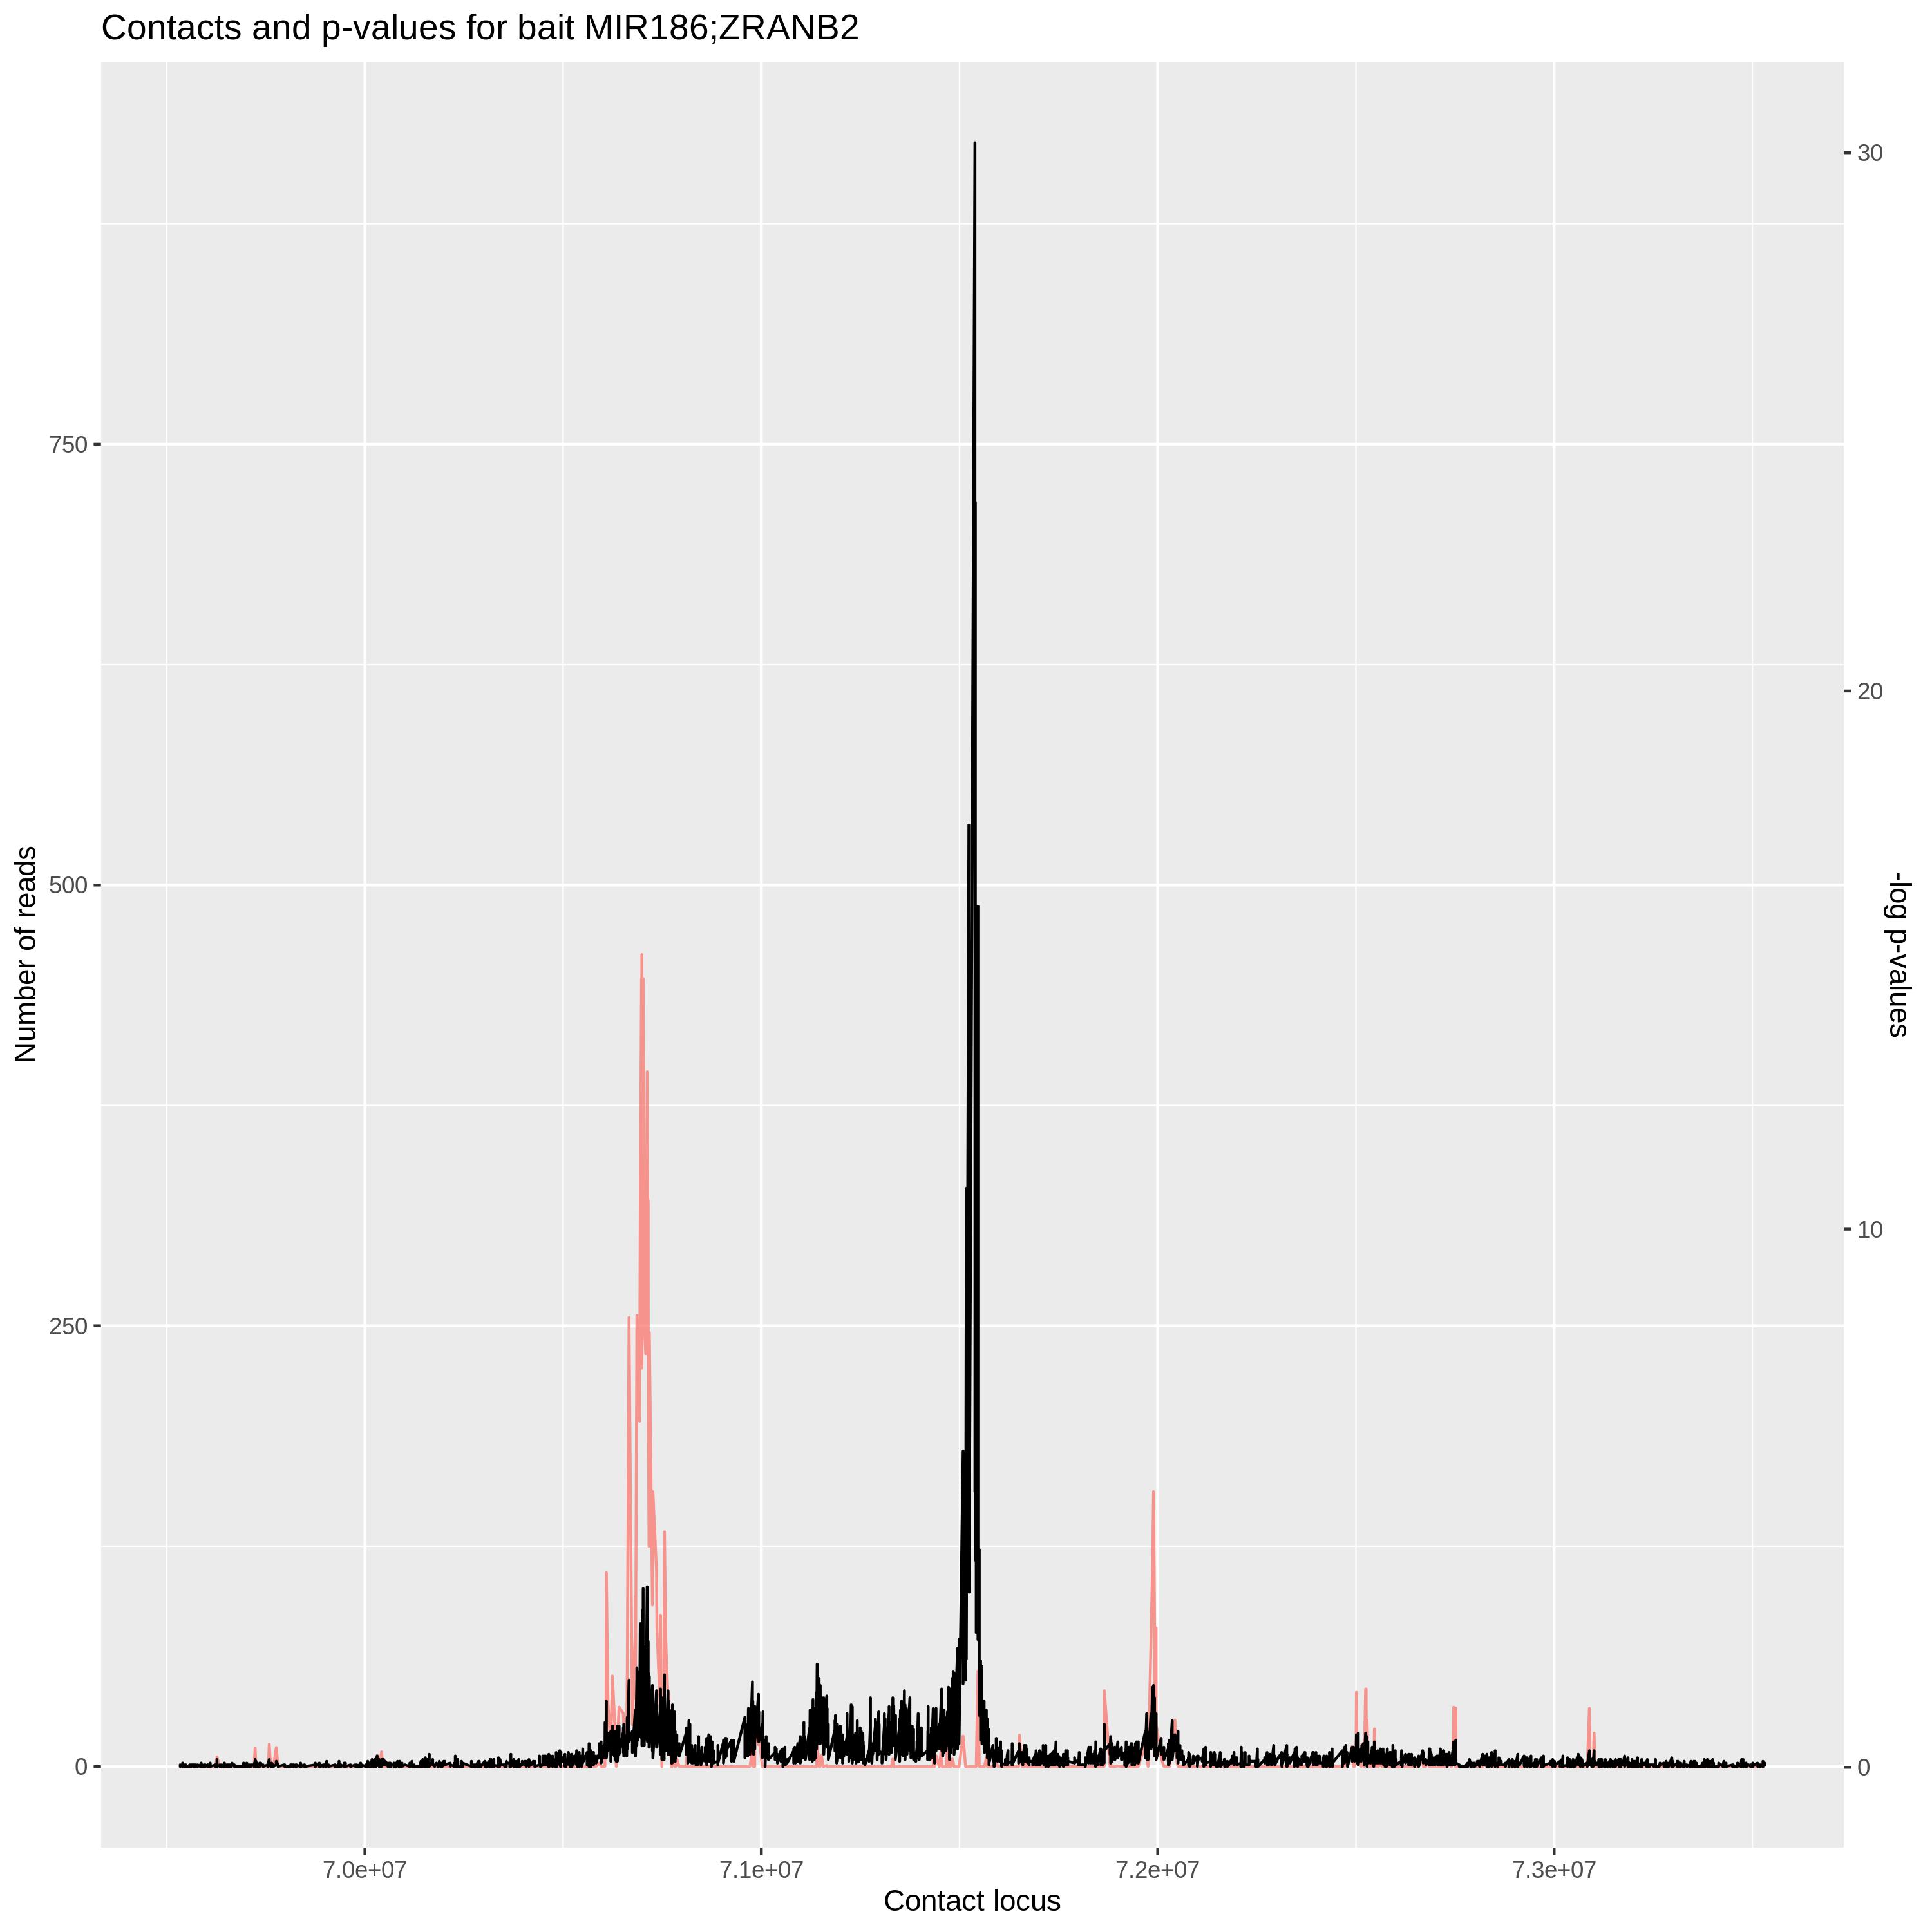 Contacts and p-values for bait MIR186;ZRANB2
30
750
20
Number of reads
500
-log p-values
10
250
0
0
7.0e+07
7.1e+07
7.2e+07
7.3e+07
Contact locus